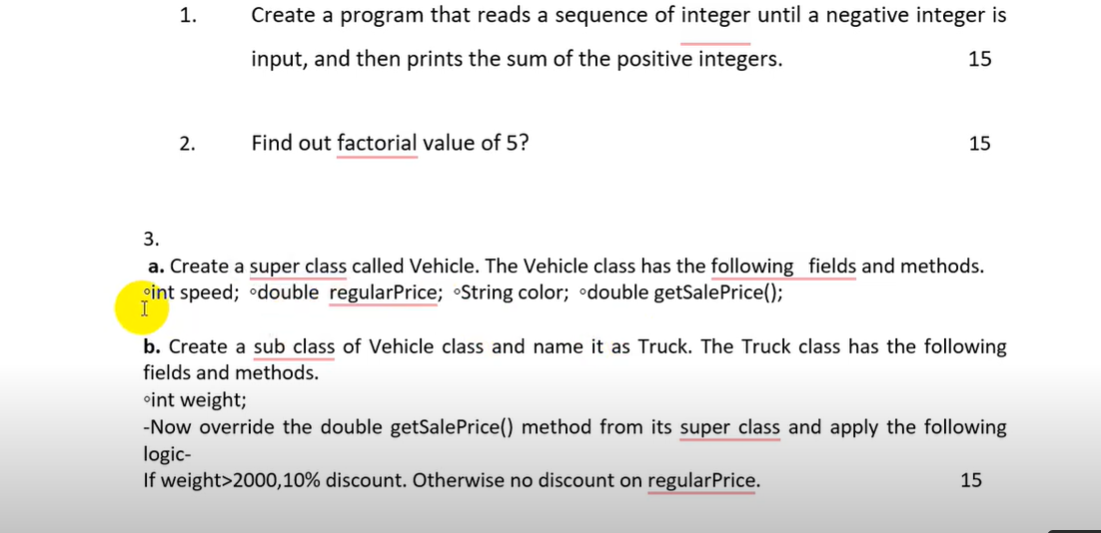 1. Create a program that reads a sequence of integer until a negative integer is
input, and then prints the sum of the positive integers. 15
2. Find out factorial value of 5? 15
3.
a. Create a super class called Vehicle. The Vehicle class has the following fields and methods.
◦int speed; ◦double regularPrice; ◦String color; ◦double getSalePrice();
b. Create a sub class of Vehicle class and name it as Truck. The Truck class has the following
fields and methods.
◦int weight;
-Now override the double getSalePrice() method from its super class and apply the following
logic-
If weight>2000,10% discount. Otherwise no discount on regularPrice. 15